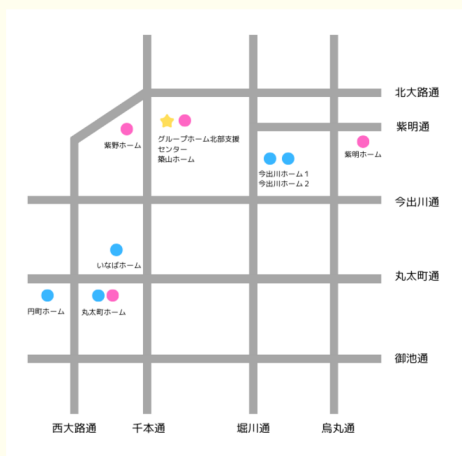 北大路通
紫明通
グループホーム北部支援
センター
築山ホーム
紫野ホーム
紫明ホーム
今出川ホーム１
今出川ホーム２
今出川通
いなばホーム
丸太町通
円町ホーム
丸太町ホーム
御池通
西大路通
千本通
堀川通
烏丸通